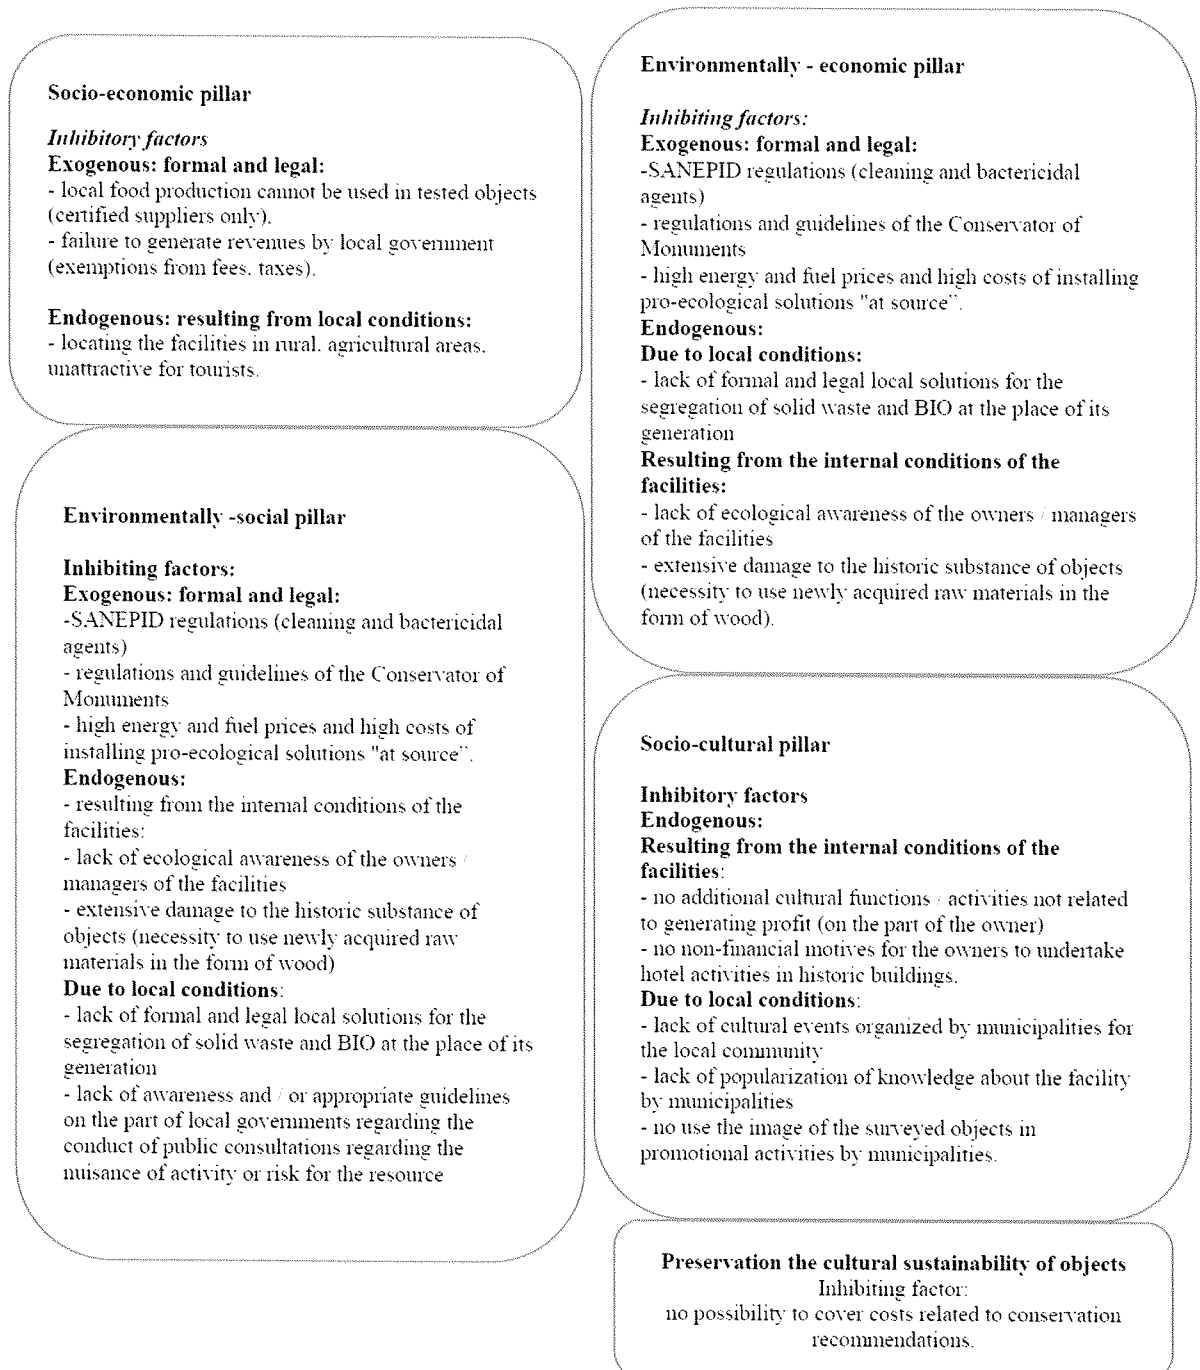 Socio-economic pillar
Inhibitory factors
Exogenous: formal and legal:
- local food production cannot be used in tested objects
(certified suppliers only).
- failure to generate revenues by local government
(exemptions from fees. taxes).
Endogenous: resulting from local conditions:
- locating the facilities in rural. agricultural areas.
unattractive for tourists.
Environmentally -social pillar
Inhibiting factors:
Exogenous: formal and legal:
-SANEPID regulations (cleaning and bactericidal
agents)
- regulations and guidelines of the Conservator of
Monuments
- high energy and fuel prices and high costs of
installing pro-ecological solutions "at source".
Endogenous:
- resulting from the internal conditions of the
facilities:
- lack of ecological awareness of the owners /
managers of the facilities
- extensive damage to the historic substance of
objects (necessity to use newly acquired raw
materials in the form of wood)
Due to local conditions:
- lack of formal and legal local solutions for the
segregation of solid waste and BIO at the place of its
generation
- lack of awareness and / or appropriate guidelines
on the part of local governments regarding the
conduct of public consultations regarding the
nuisance of activity or risk for the resource
Environmentally - economic pillar
Inhibiting factors:
Exogenous: formal and legal:
-SANEPID regulations (cleaning and bactericidal
agents)
- regulations and guidelines of the Conservator of
Monuments
- high energy and fuel prices and high costs of installing
pro-ecological solutions "at source".
Endogenous:
Due to local conditions:
- lack of formal and legal local solutions for the
segregation of solid waste and BIO at the place of its
generation
Resulting from the internal conditions of the
facilities:
- lack of ecological awareness of the owners / managers
of the facilities
- extensive damage to the historic substance of objects
(necessity to use newly acquired raw materials in the
form of wood).
Socio-cultural pillar
Inhibitory factors
Endogenous:
Resulting from the internal conditions of the
facilities:
- no additional cultural functions / activities not related
to generating profit (on the part of the owner)
- no non-financial motives for the owners to undertake
hotel activities in historic buildings.
Due to local conditions:
- lack of cultural events organized by municipalities for
the local community
- lack of popularization of knowledge about the facility
by municipalities
- no use the image of the surveyed objects in
promotional activities by municipalities.
Preservation the cultural sustainability of objects
Inhibiting factor:
no possibility to cover costs related to conservation
recommendations.